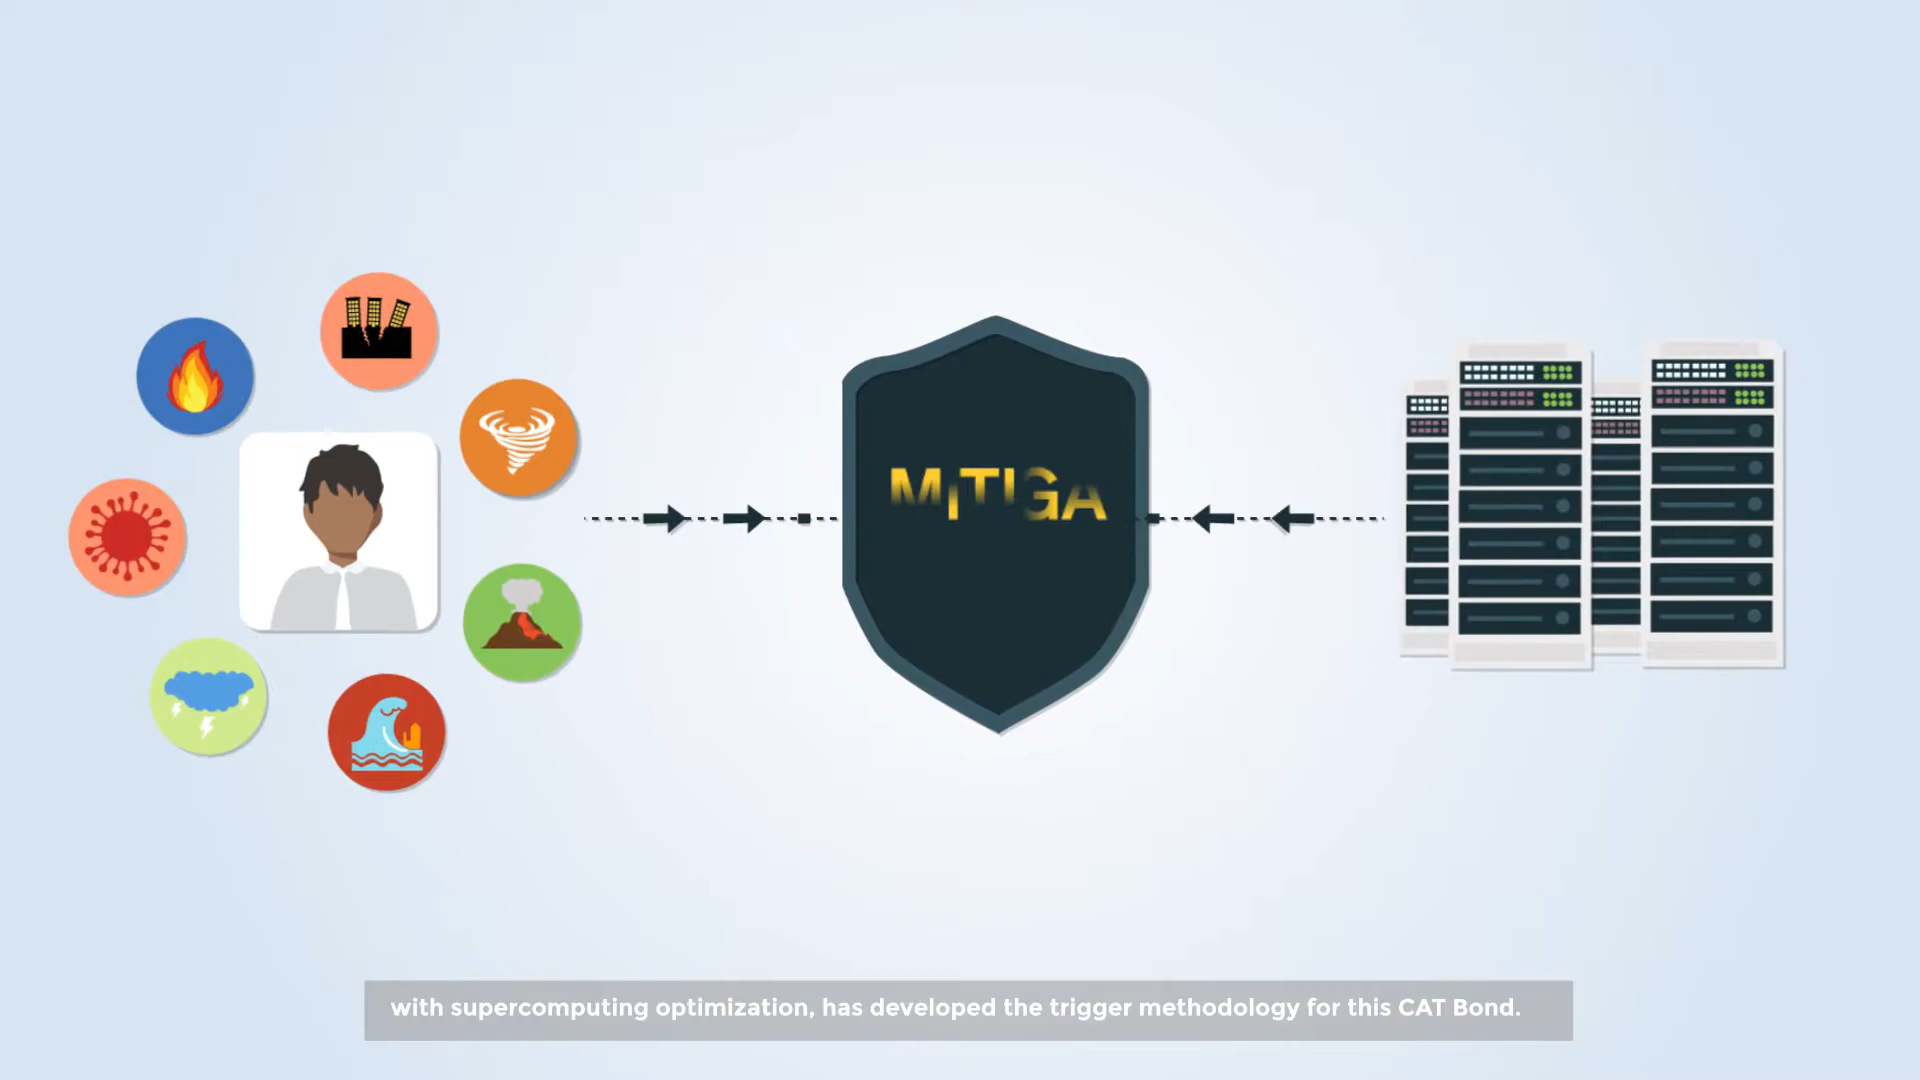 MITIGA
with supercomputing optimization, has developed the trigger methodology for this CAT Bond.